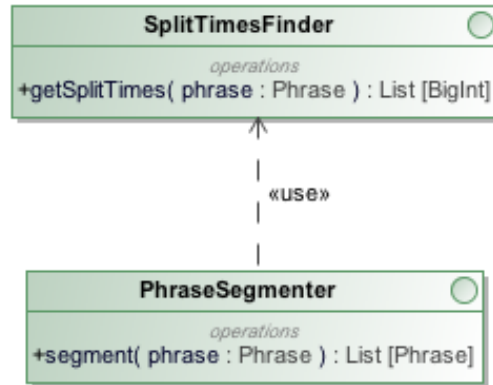 SplitTimesFinder
operations
+getSplitTimes( phrase : Phrase ) : List [BigInt]
«use»
PhraseSegmenter
operations
+segment( phrase : Phrase ) : List [Phrase]